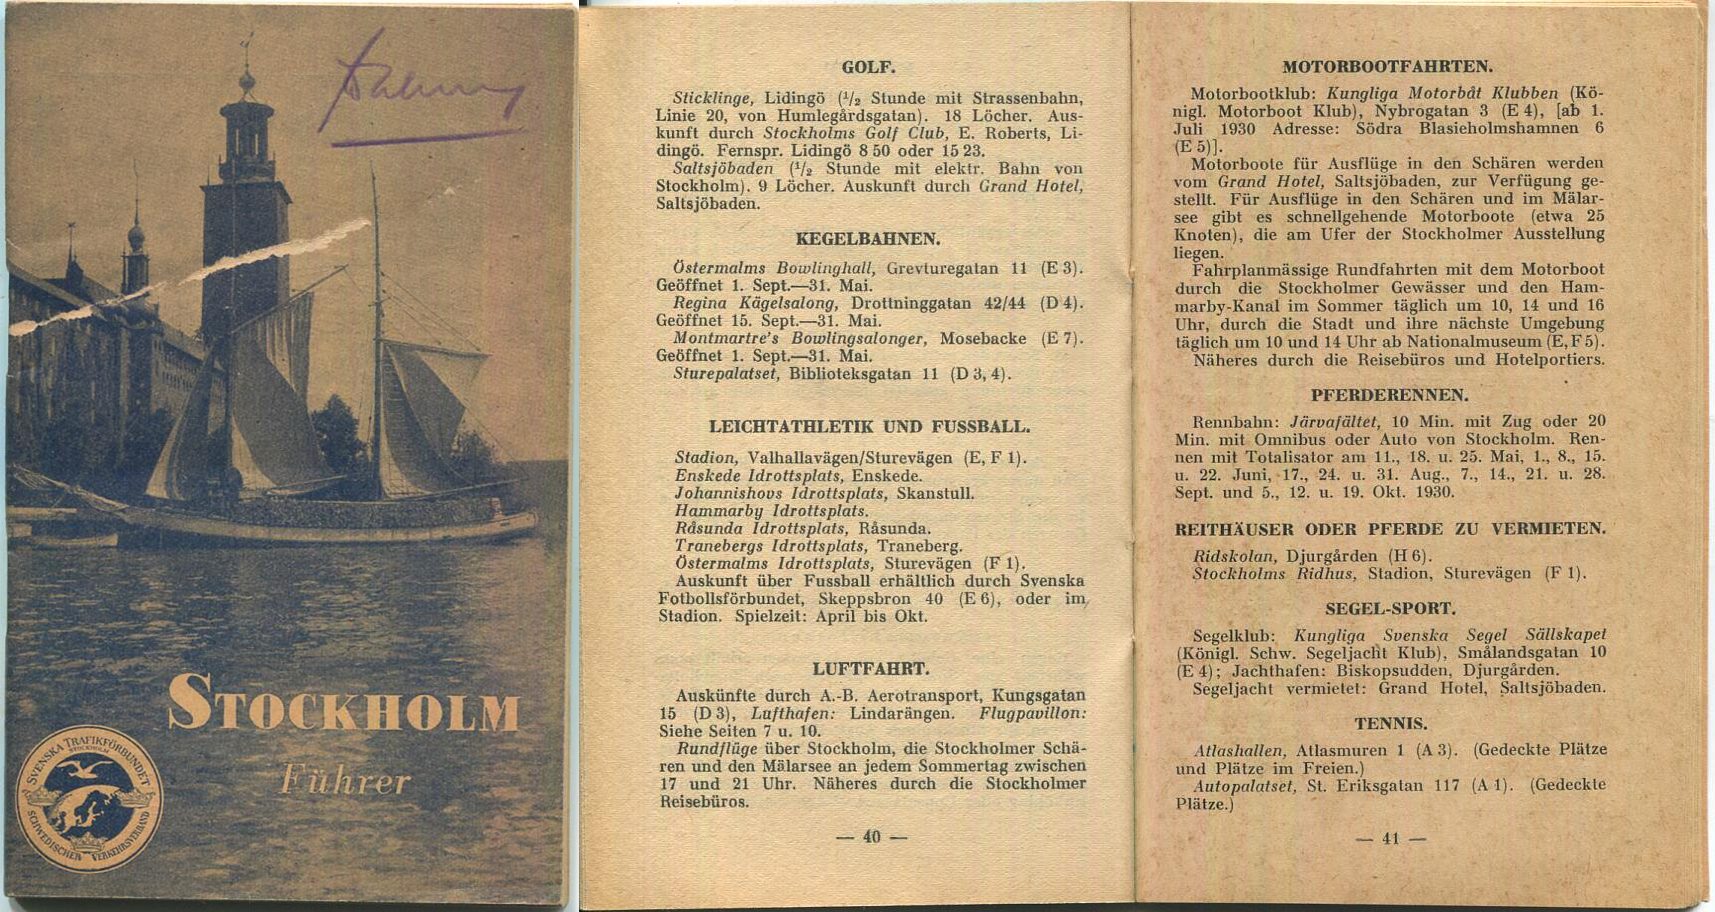 STOCKHOLM
Führer
SVENSKA TRAFIKFÖRBUNDET
STOCKHOLM
SCHWEDISCHER VERKEHRSVERBAND
GOLF.
Sticklinge, Lidingö (1/2 Stunde mit Strassenbahn,
Linie 20, von Humlegårdsgatan). 18 Löcher. Aus-
kunft durch Stockholms Golf Club, E. Roberts, Li-
dingö. Fernspr. Lidingö 8 50 oder 15 23.
Saltsjöbaden (1/2 Stunde mit elektr. Bahn von
Stockholm). 9 Löcher. Auskunft durch Grand Hotel,
Saltsjöbaden.
KEGELBAHNEN.
Östermalms Bowlinghall, Grevturegatan 11 (E 3).
Geöffnet 1. Sept.—31. Mai.
Regina Kägelsalong, Drottninggatan 42/44 (D 4).
Geöffnet 15. Sept.—31. Mai.
Montmartre's Bowlingsalonger, Mosebacke (E 7).
Geöffnet 1. Sept.—31. Mai.
Sturepalatset, Biblioteksgatan 11 (D 3, 4).
LEICHTATHLETIK UND FUSSBALL.
Stadion, Valhallavägen/Sturevägen (E, F 1).
Enskede Idrottsplats, Enskede.
Johannishovs Idrottsplats, Skanstull.
Hammarby Idrottsplats.
Råsunda Idrottsplats, Råsunda.
Tranebergs Idrottsplats, Traneberg.
Östermalms Idrottsplats, Sturevägen (F 1).
Auskunft über Fussball erhältlich durch Svenska
Fotbollsförbundet, Skeppsbron 40 (E 6), oder im
Stadion. Spielzeit: April bis Okt.
LUFTFAHRT.
Auskünfte durch A.-B. Aerotransport, Kungsgatan
15 (D 3), Lufthafen: Lindarängen. Flugpavillon:
Siehe Seiten 7 u. 10.
Rundflüge über Stockholm, die Stockholmer Schä-
ren und den Mälarsee an jedem Sommertag zwischen
17 und 21 Uhr. Näheres durch die Stockholmer
Reisebüros.
— 40 —
MOTORBOOTFAHRTEN.
Motorbootklub: Kungliga Motorbåt Klubben (Kö-
nigl. Motorboot Klub), Nybrogatan 3 (E 4), [ab 1.
Juli 1930 Adresse: Södra Blasieholmshamnen 6
(E 5)].
Motorboote für Ausflüge in den Schären werden
vom Grand Hotel, Saltsjöbaden, zur Verfügung ge-
stellt. Für Ausflüge in den Schären und im Mälar-
see gibt es schnellgehende Motorboote (etwa 25
Knoten), die am Ufer der Stockholmer Ausstellung
liegen.
Fahrplanmässige Rundfahrten mit dem Motorboot
durch die Stockholmer Gewässer und den Ham-
marby-Kanal im Sommer täglich um 10, 14 und 16
Uhr, durch die Stadt und ihre nächste Umgebung
täglich um 10 und 14 Uhr ab Nationalmuseum (E, F 5).
Näheres durch die Reisebüros und Hotelportiers.
PFERDERENNEN.
Rennbahn: Järvafältet, 10 Min. mit Zug oder 20
Min. mit Omnibus oder Auto von Stockholm. Ren-
nen mit Totalisator am 11., 18. u. 25. Mai, 1., 8., 15.
u. 22. Juni, 17., 24. u. 31. Aug., 7., 14., 21. u. 28.
Sept. und 5., 12. u. 19. Okt. 1930.
REITHÄUSER ODER PFERDE ZU VERMIETEN.
Ridskolan, Djurgården (H 6).
Stockholms Ridhus, Stadion, Sturevägen (F 1).
SEGEL-SPORT.
Segelklub: Kungliga Svenska Segel Sällskapet
(Königl. Schw. Segeljacht Klub), Smålandsgatan 10
(E 4); Jachthafen: Biskopsudden, Djurgården.
Segeljacht vermietet: Grand Hotel, Saltsjöbaden.
TENNIS.
Atlashallen, Atlasmuren 1 (A 3). (Gedeckte Plätze
und Plätze im Freien.)
Autopalatset, St. Eriksgatan 117 (A 1). (Gedeckte
Plätze.)
— 41 —